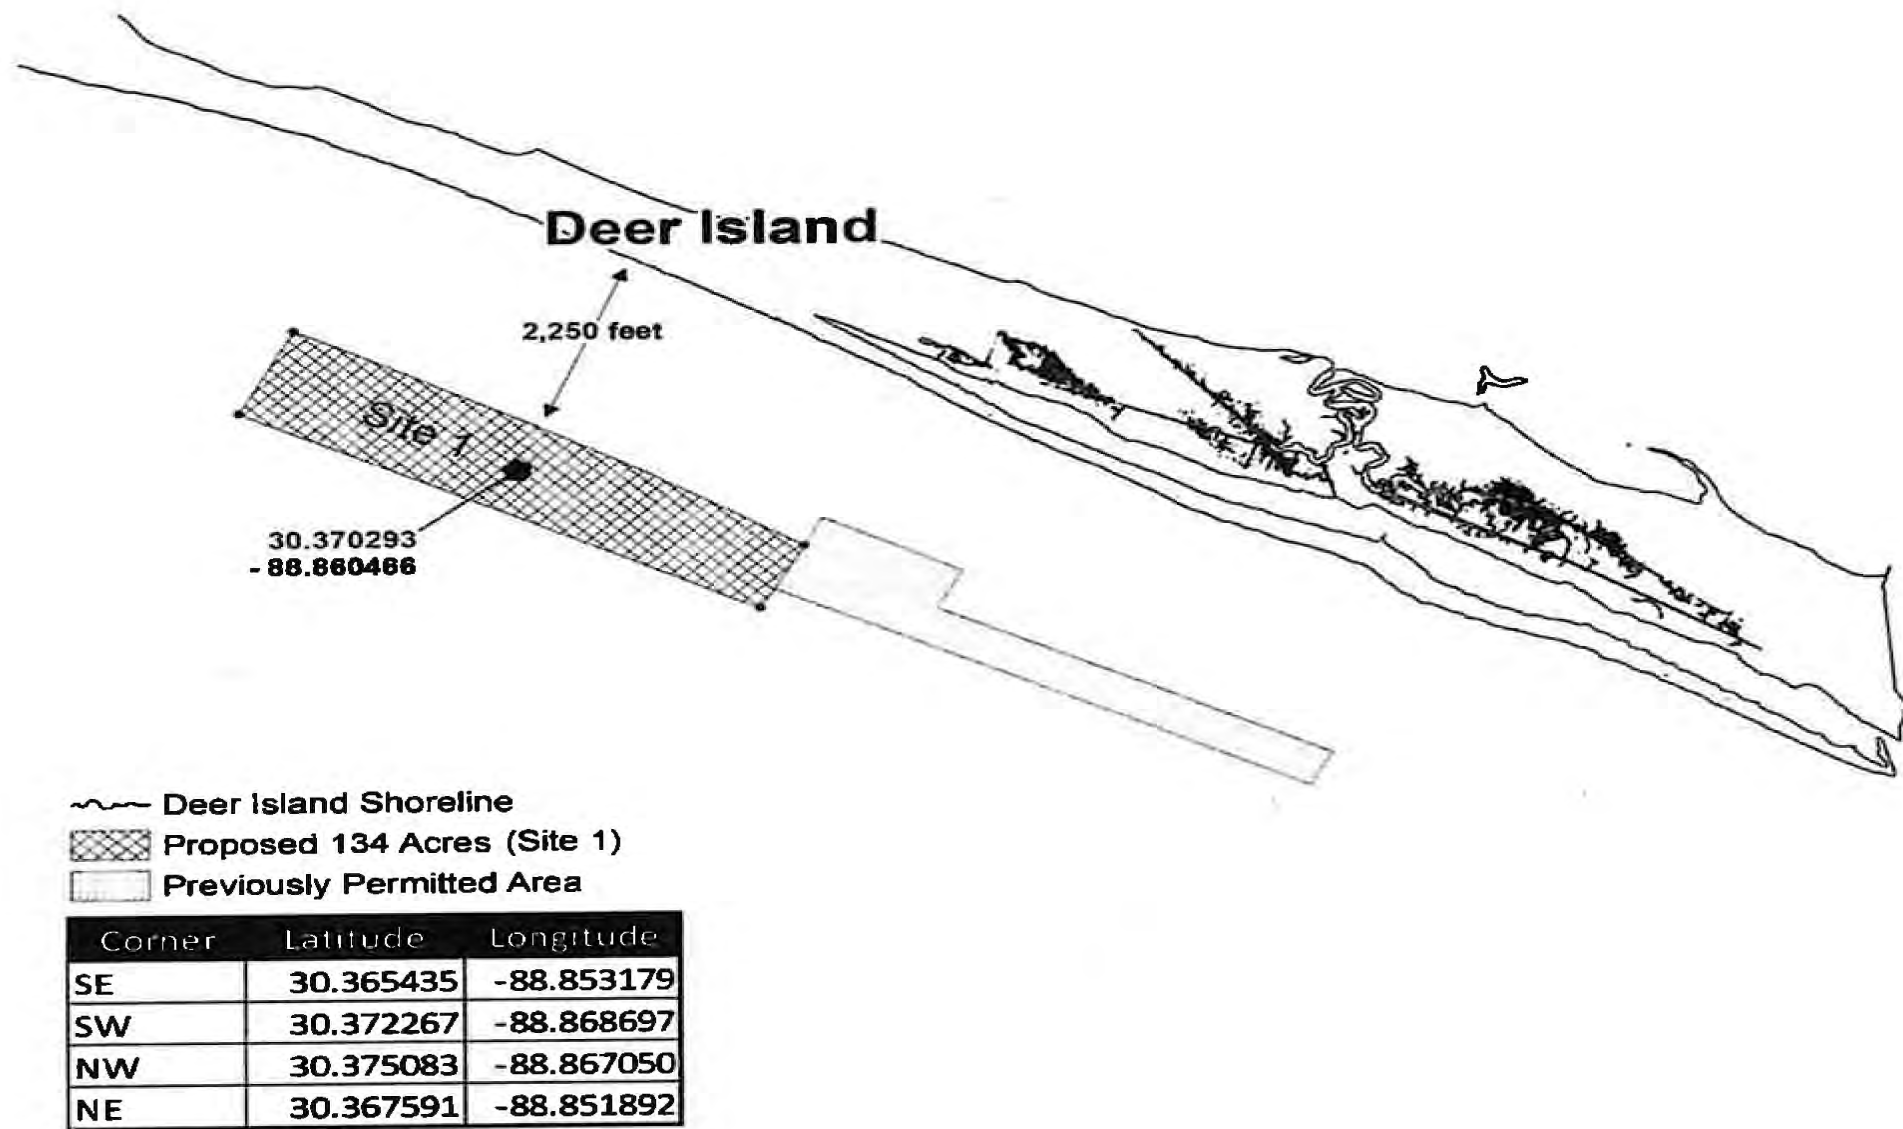 Deer Island
2,250 feet
Site 1
30.370293
- 88.860466
Deer Island Shoreline
Proposed 134 Acres (Site 1)
Previously Permitted Area
Corner Latitude Longitude
SE 30.365435 -88.853179
SW 30.372267 -88.868697
NW 30.375083 -88.867050
NE 30.367591 -88.851892